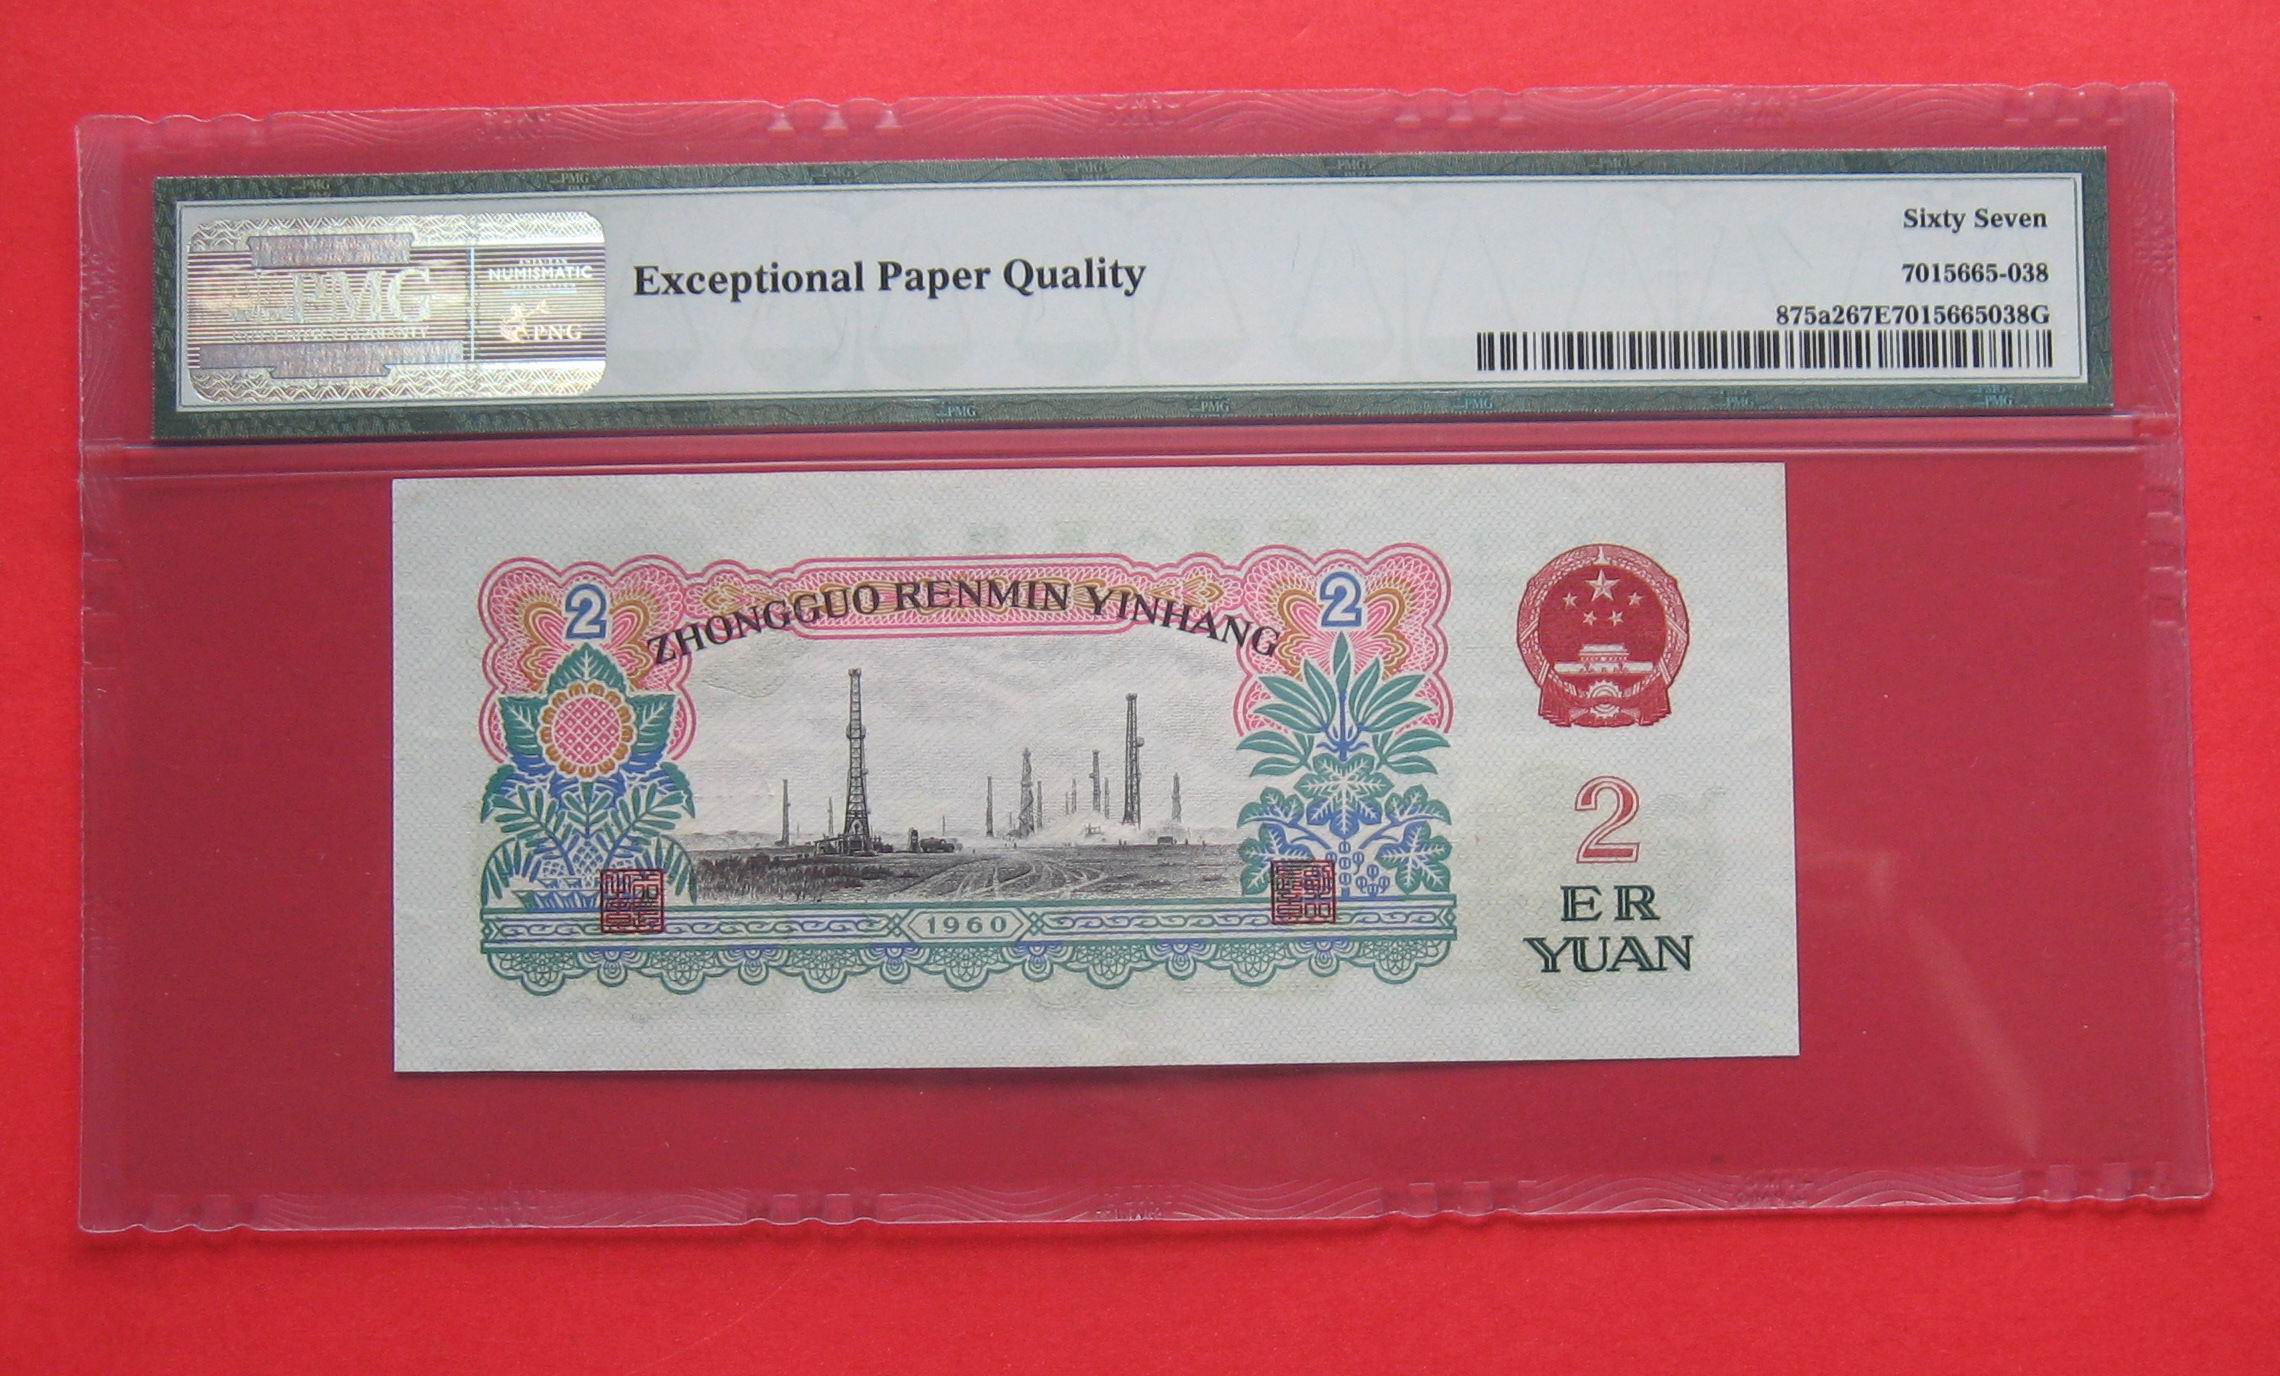 PMG
NUMISMATIC
PNG
Exceptional Paper Quality
Sixty Seven
7015665-038
875a267E7015665038G
2
ZHONGGUO RENMIN YINHANG
2
1960
2
ER
YUAN